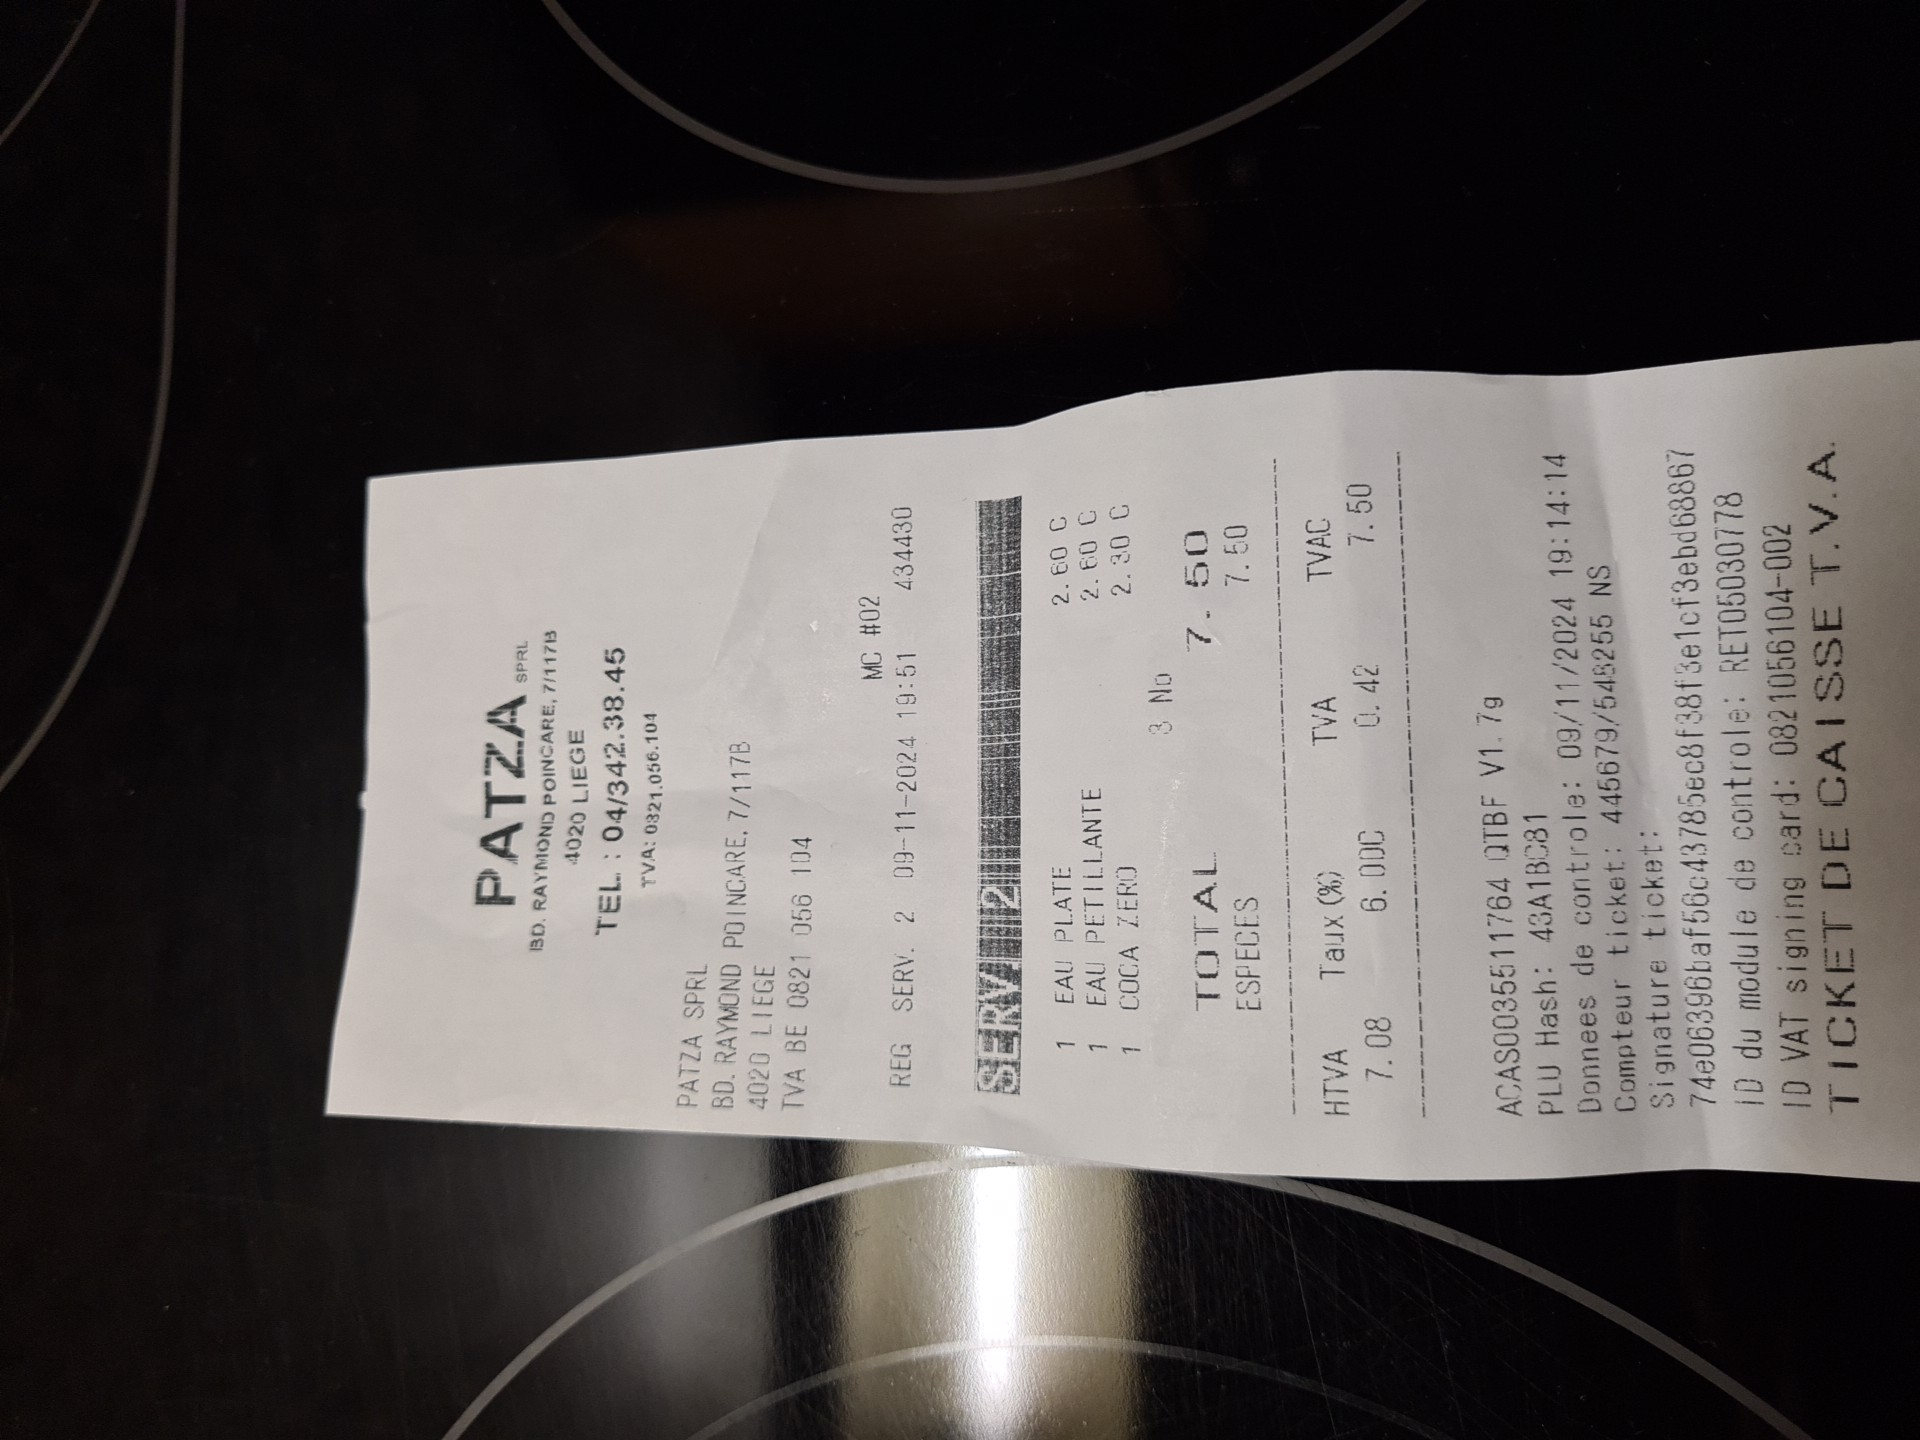 PATZA SPRL
BD. RAYMOND POINCARE, 7/117B
4020 LIEGE
TEL. : 04/342.38.45
TVA: 0821.056.104
PATZA SPRL
BD. RAYMOND POINCARE, 7/117B
4020 LIEGE
TVA BE 0821 056 104
MC #02
REG SERV. 2 09-11-2024 19:51 434430
SERV. 2
1 EAU PLATE 2.60 C
1 EAU PETILLANTE 2.60 C
1 COCA ZERO 2.30 C
3 No
TOTAL 7.50
ESPECES 7.50
HTVA Taux(%) TVA TVAC
7.08 6.00C 0.42 7.50
ACAS0035511764 QTBF V1.7g
PLU Hash: 43A1BC81
Donnees de controle: 09/11/2024 19:14:14
Compteur ticket: 445679/548255 NS
Signature ticket:
74e06396baf56c43785ec8f38f3e1cf3ebd68867
ID du module de controle: RET05030778
ID VAT signing card: 0821056104-002
TICKET DE CAISSE T.V.A.